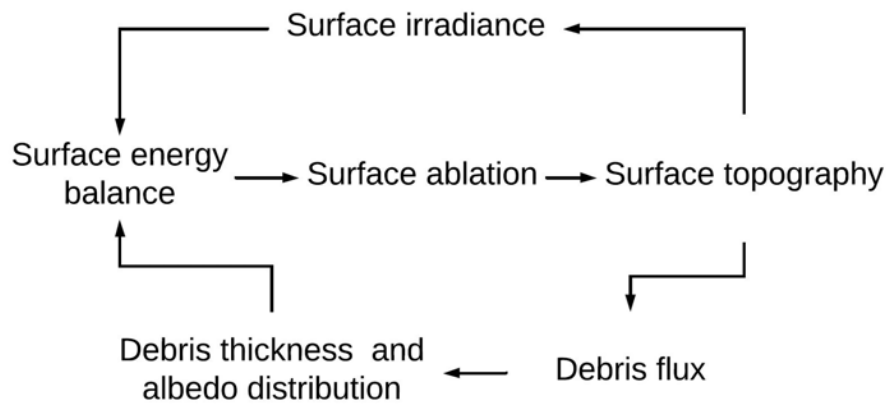 Surface irradiance
Surface energy
balance
Surface ablation
Surface topography
Debris thickness and
albedo distribution
Debris flux